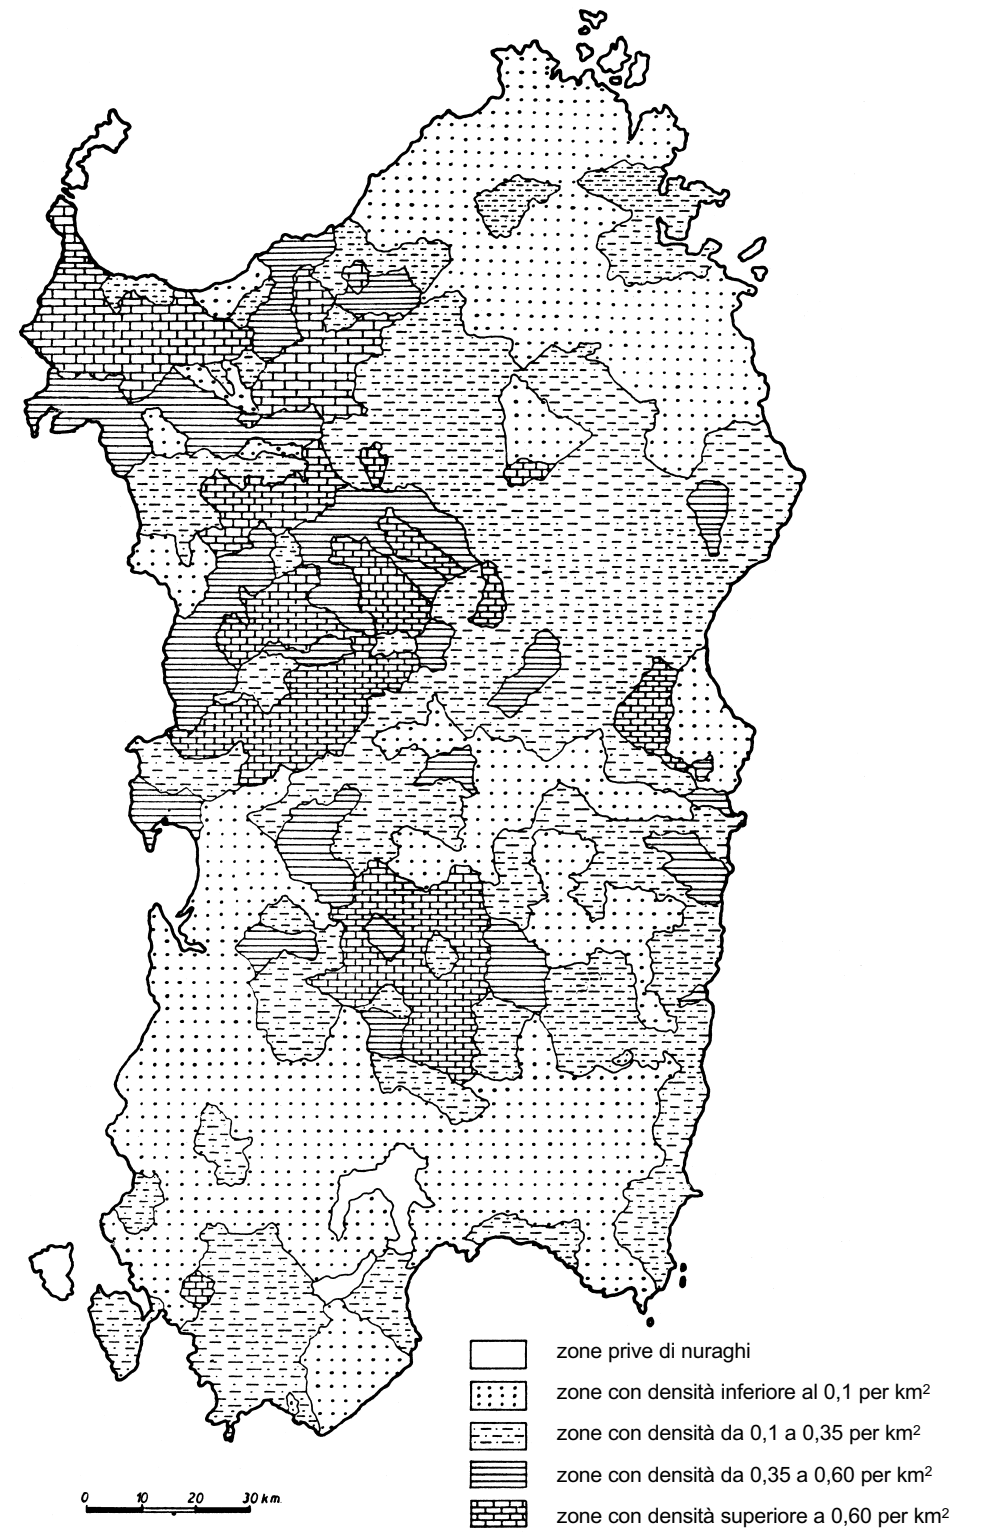 zone prive di nuraghi
zone con densità inferiore al 0,1 per km²
zone con densità da 0,1 a 0,35 per km²
zone con densità da 0,35 a 0,60 per km²
zone con densità superiore a 0,60 per km²
0 10 20 30 km